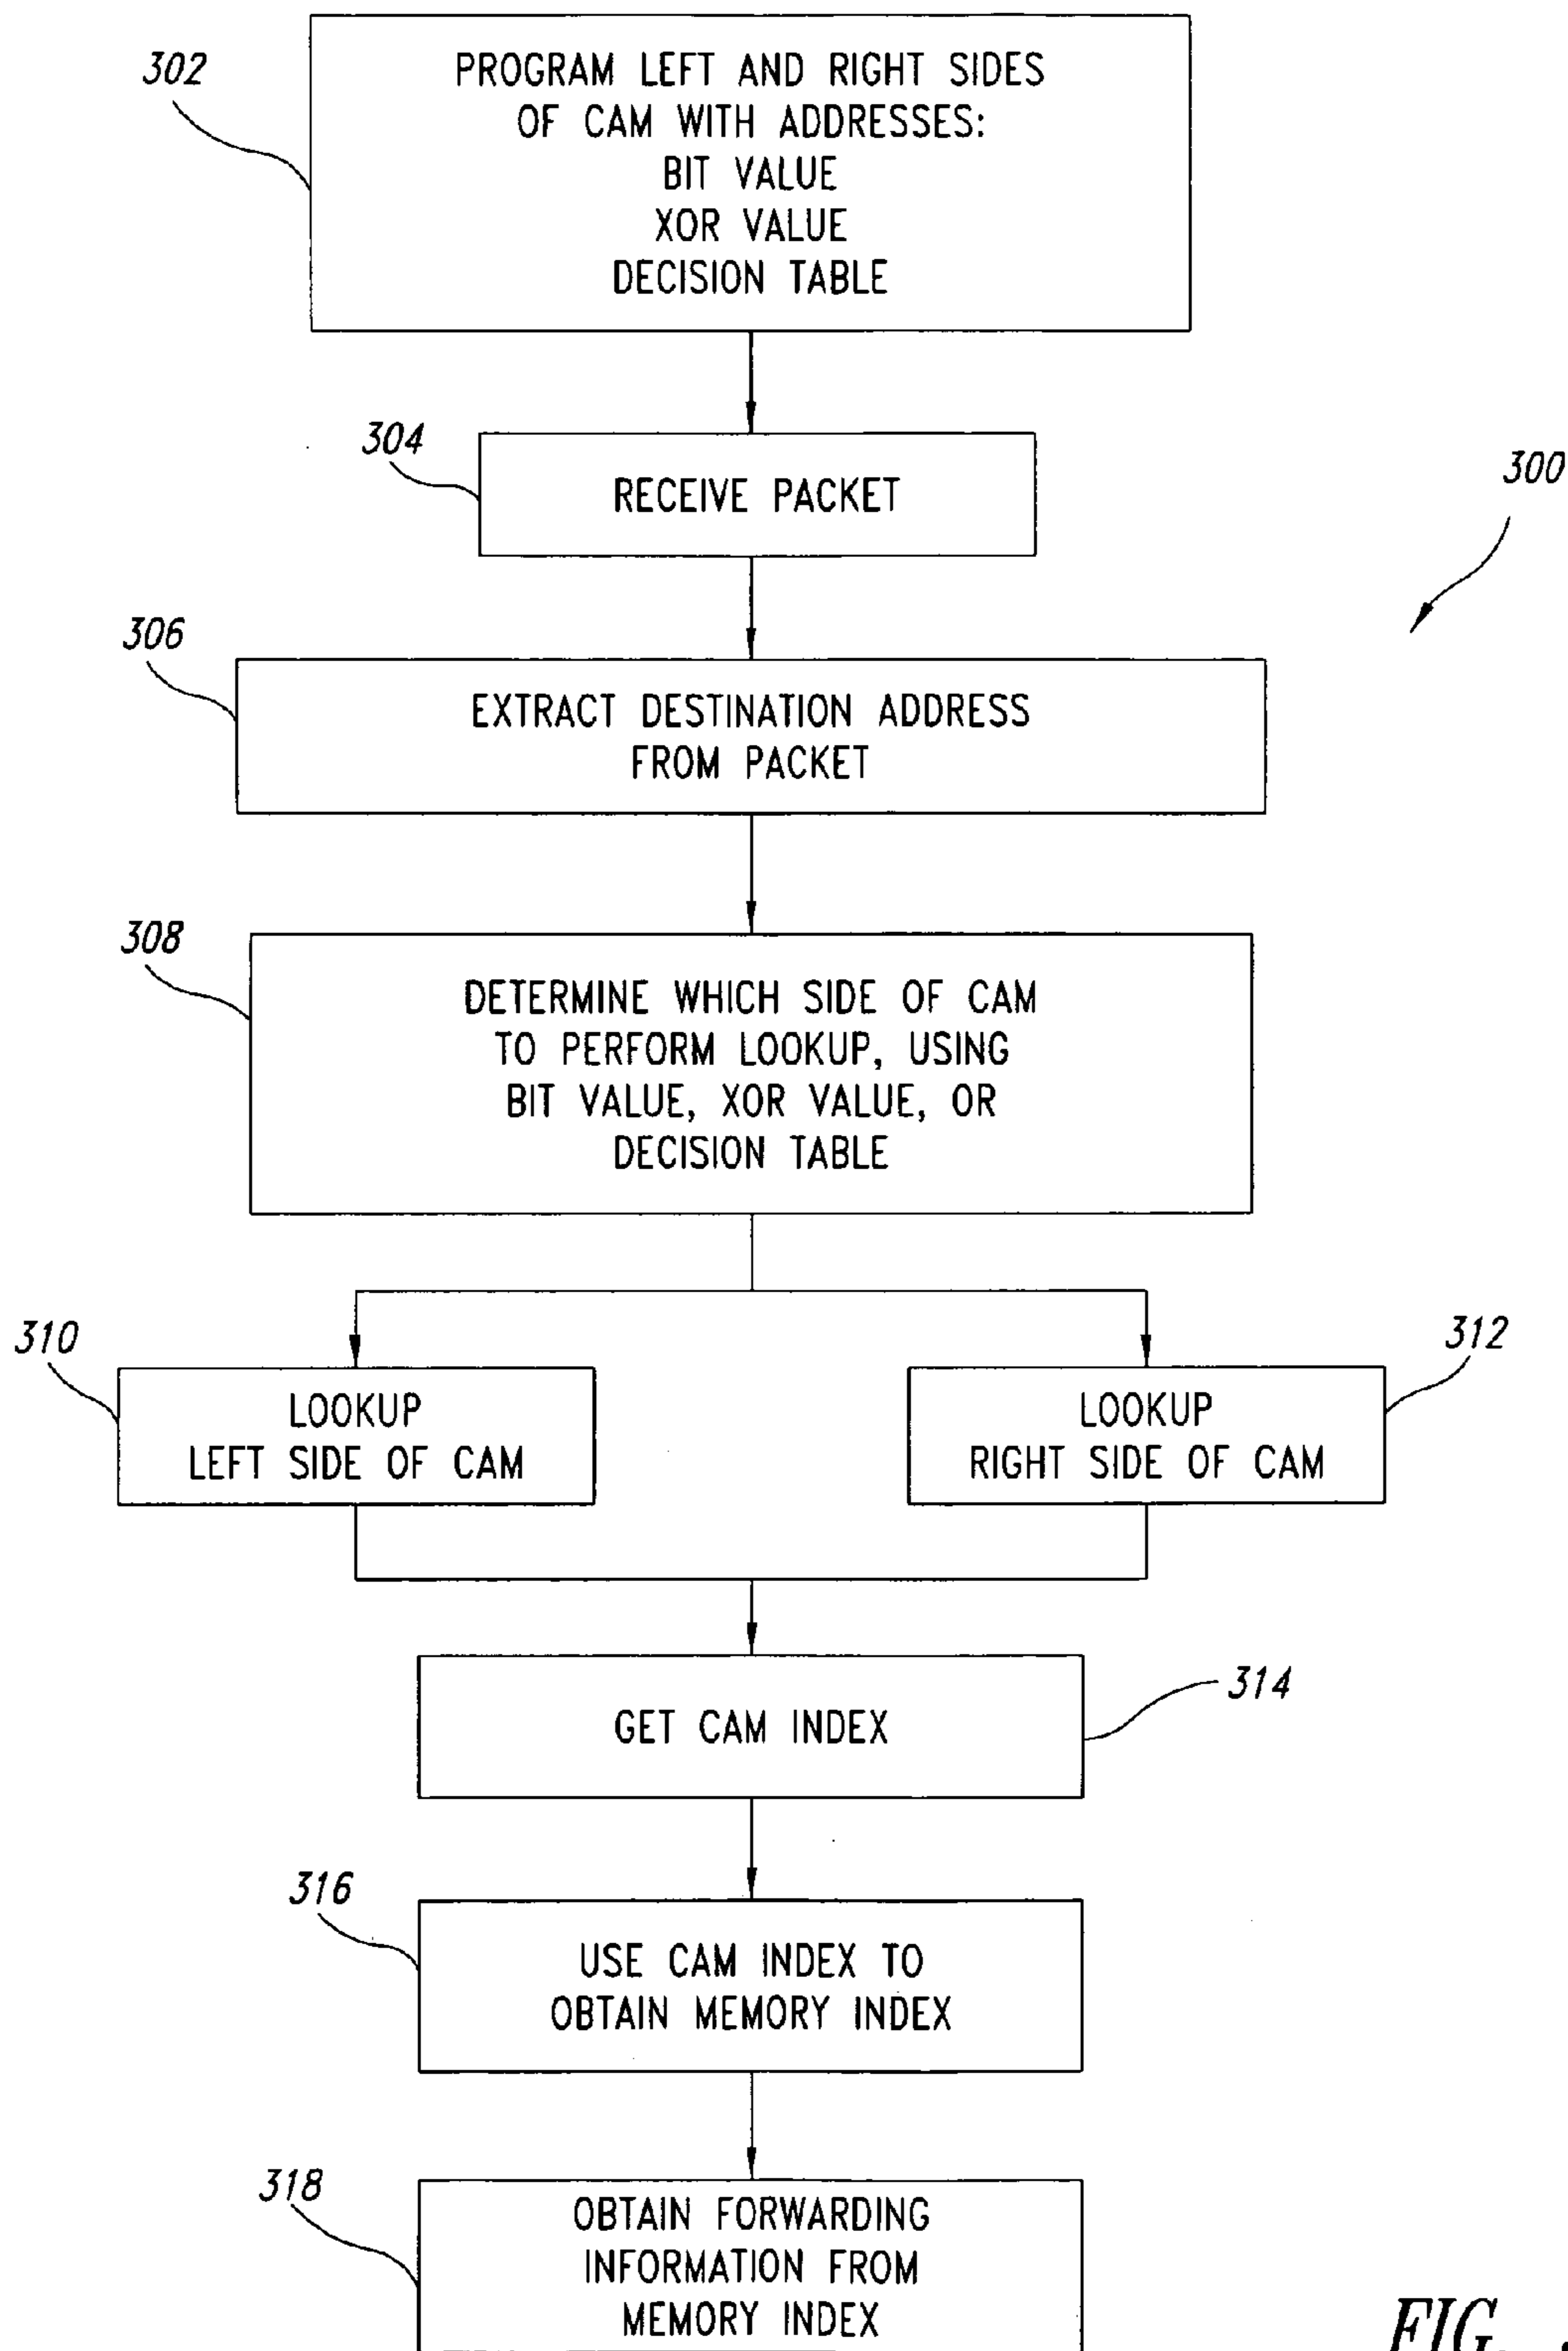 302
PROGRAM LEFT AND RIGHT SIDES
OF CAM WITH ADDRESSES:
BIT VALUE
XOR VALUE
DECISION TABLE
304
RECEIVE PACKET
300
306
EXTRACT DESTINATION ADDRESS
FROM PACKET
308
DETERMINE WHICH SIDE OF CAM
TO PERFORM LOOKUP, USING
BIT VALUE, XOR VALUE, OR
DECISION TABLE
310
LOOKUP
LEFT SIDE OF CAM
312
LOOKUP
RIGHT SIDE OF CAM
GET CAM INDEX
314
316
USE CAM INDEX TO
OBTAIN MEMORY INDEX
318
OBTAIN FORWARDING
INFORMATION FROM
MEMORY INDEX
FIG.